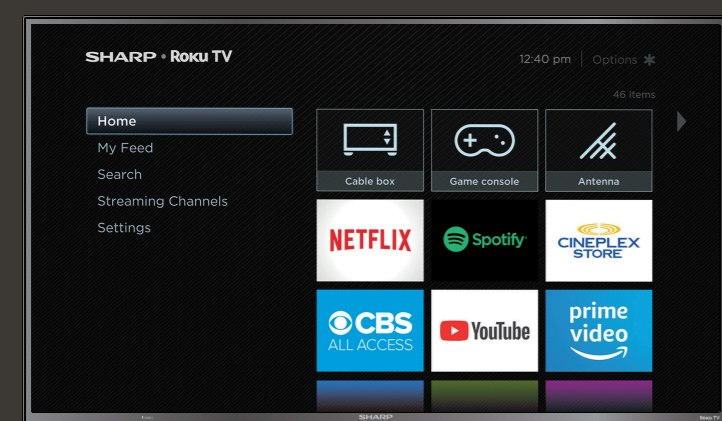 SHARP • ROKU TV
12:40 pm
Options
46 Items
Home
My Feed
Search
Streaming Channels
Settings
Cable box
Game console
Antenna
NETFLIX
Spotify
CINEPLEX
STORE
CBS
ALL ACCESS
YouTube
prime
video
SHARP
Roku TV